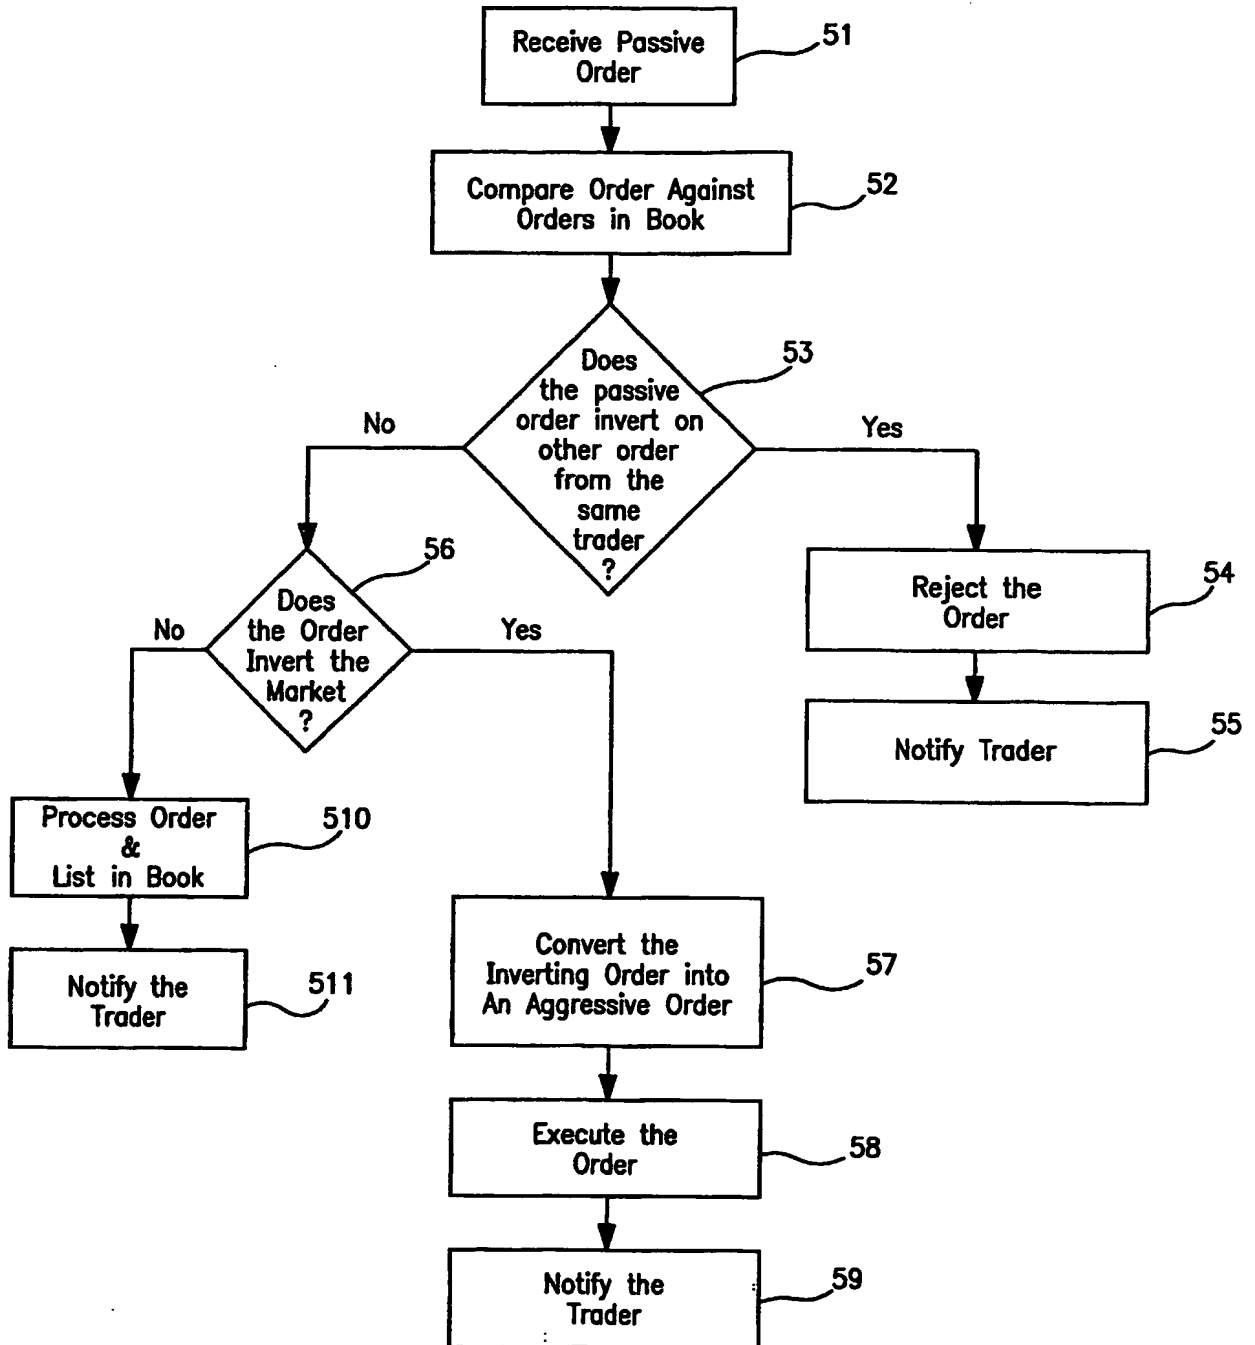 Receive Passive
Order
51
Compare Order Against
Orders in Book
52
Does
the passive
order invert on
other order
from the
same
trader
?
53
No
Yes
Reject the
Order
54
Notify Trader
55
Does
the Order
Invert the
Market
?
56
No
Yes
Process Order
&
List in Book
510
Notify the
Trader
511
Convert the
Inverting Order into
An Aggressive Order
57
Execute the
Order
58
Notify the
Trader
59